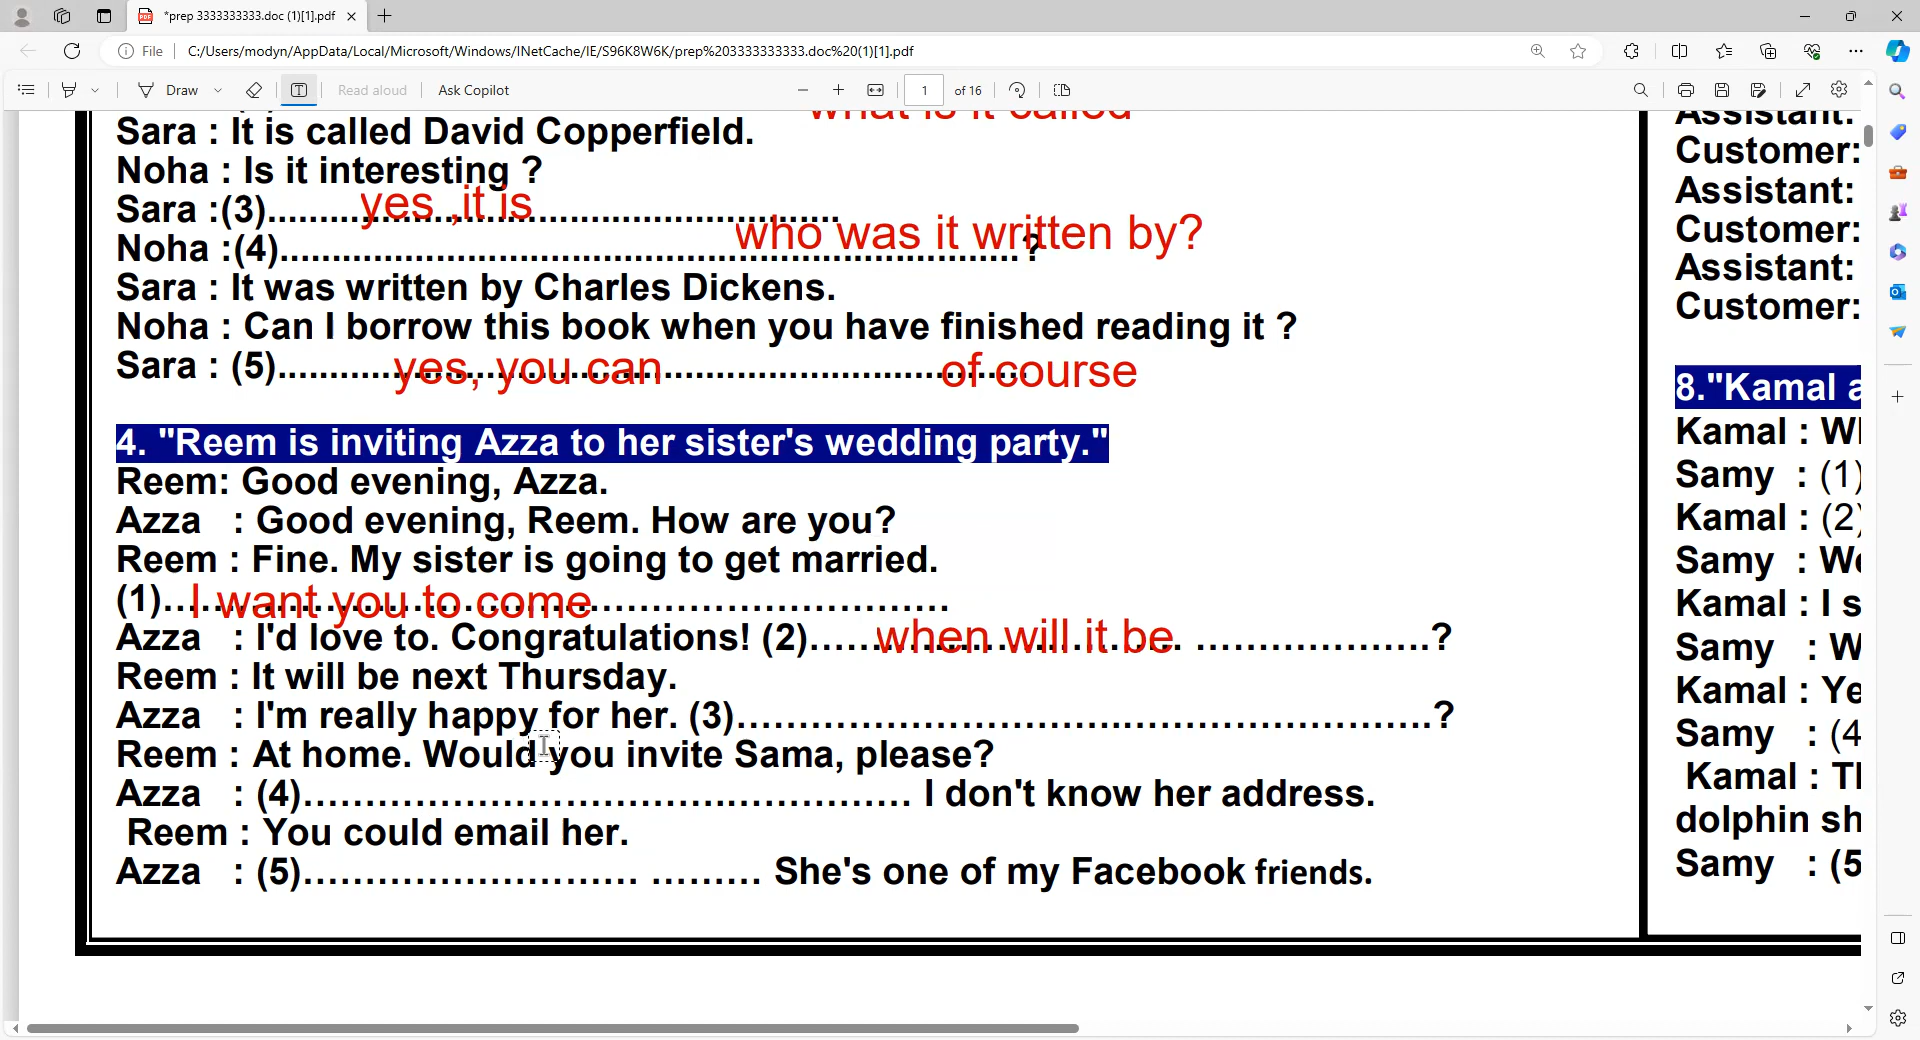 *prep 3333333333.doc (1)[1].pdf
File
C:/Users/modyn/AppData/Local/Microsoft/Windows/INetCache/IE/S96K8W6K/prep%203333333333.doc%20(1)[1].pdf
Draw
Read aloud
Ask Copilot
1 of 16
what is it called
Sara : It is called David Copperfield.
Noha : Is it interesting ?
Sara :(3)....................................................... yes ,it is
Noha :(4).......................................................................? who was it written by?
Sara : It was written by Charles Dickens.
Noha : Can I borrow this book when you have finished reading it ?
Sara : (5)........................................................................ yes, you can of course
4. "Reem is inviting Azza to her sister's wedding party."
Reem: Good evening, Azza.
Azza : Good evening, Reem. How are you?
Reem : Fine. My sister is going to get married.
(1)........................................................................... I want you to come
Azza : I'd love to. Congratulations! (2)................................... ...................? when will it be
Reem : It will be next Thursday.
Azza : I'm really happy for her. (3)..................................................................?
Reem : At home. Would you invite Sama, please?
Azza : (4).......................................................... I don't know her address.
Reem : You could email her.
Azza : (5)................................ ......... She's one of my Facebook friends.
Assistant:
Customer:
Assistant:
Customer:
Assistant:
Customer:
8."Kamal a
Kamal : Wl
Samy : (1)
Kamal : (2)
Samy : We
Kamal : I s
Samy : W
Kamal : Ye
Samy : (4
Kamal : Tl
dolphin sh
Samy : (5